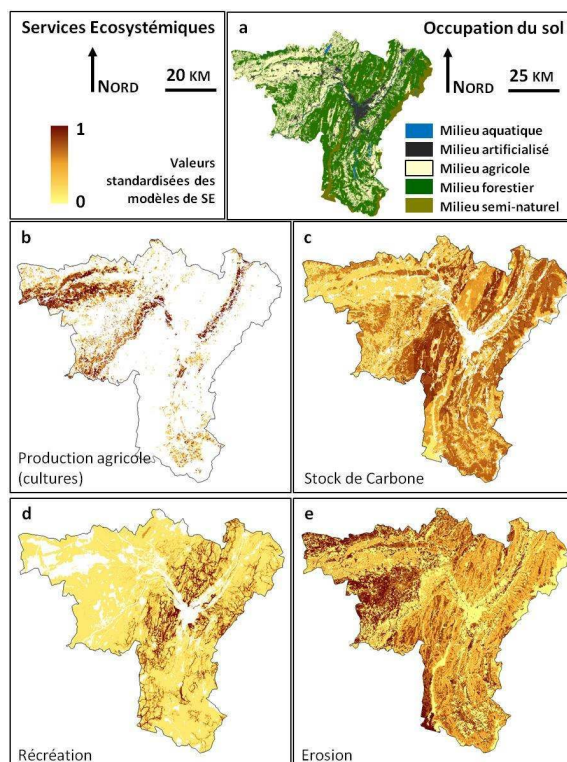 Services Ecosystémiques
NORD
20 KM
1
0
Valeurs
standardisées des
modèles de SE
a
Occupation du sol
NORD
25 KM
Milieu aquatique
Milieu artificialisé
Milieu agricole
Milieu forestier
Milieu semi-naturel
b
Production agricole
(cultures)
c
Stock de Carbone
d
Récréation
e
Erosion